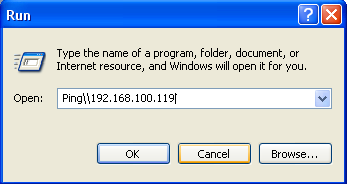 Run
Type the name of a program, folder, document, or
Internet resource, and Windows will open it for you.
Open: Ping\\192.168.100.119
OK Cancel Browse...